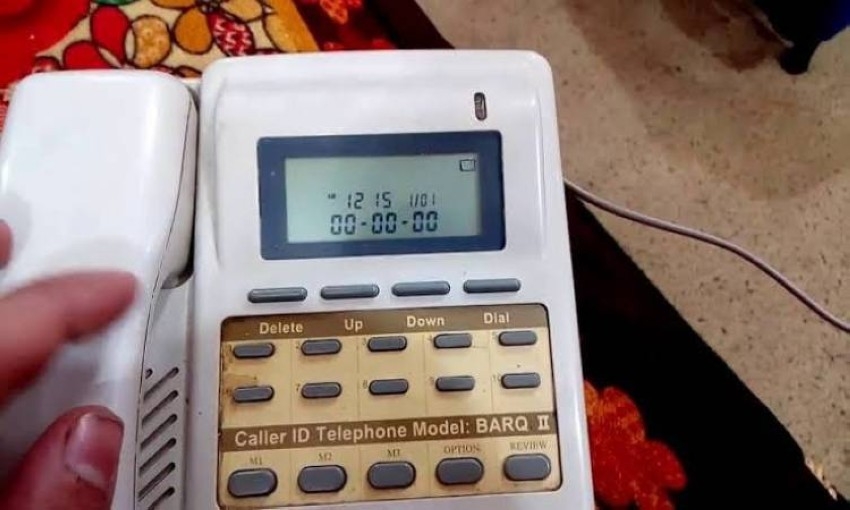 12 15 1/01
00-00-00
Delete Up Down Dial
Caller ID Telephone Model: BARQ II
M1 M2 M3 OPTION REVIEW